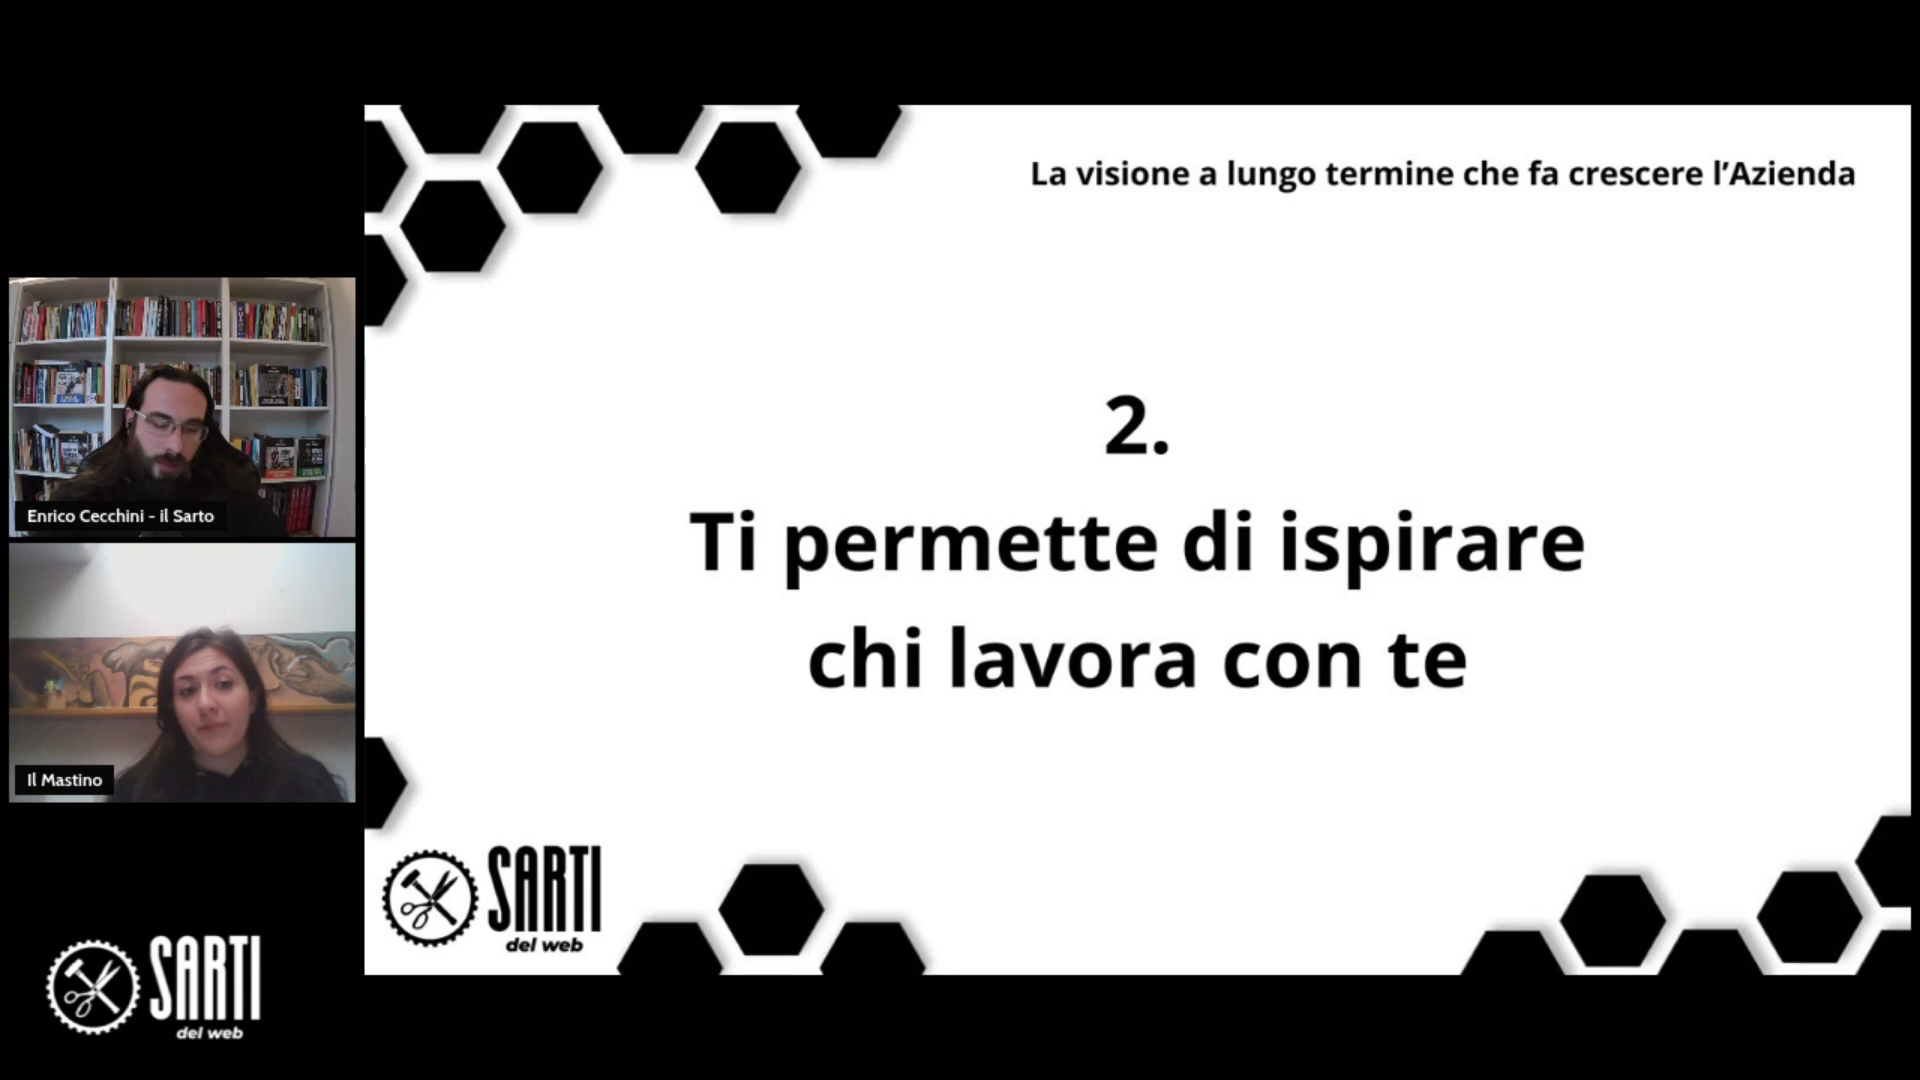 La visione a lungo termine che fa crescere l'Azienda
2.
Ti permette di ispirare
chi lavora con te
Enrico Cecchini - il Sarto
Il Mastino
SARTI
del web
SARTI
del web